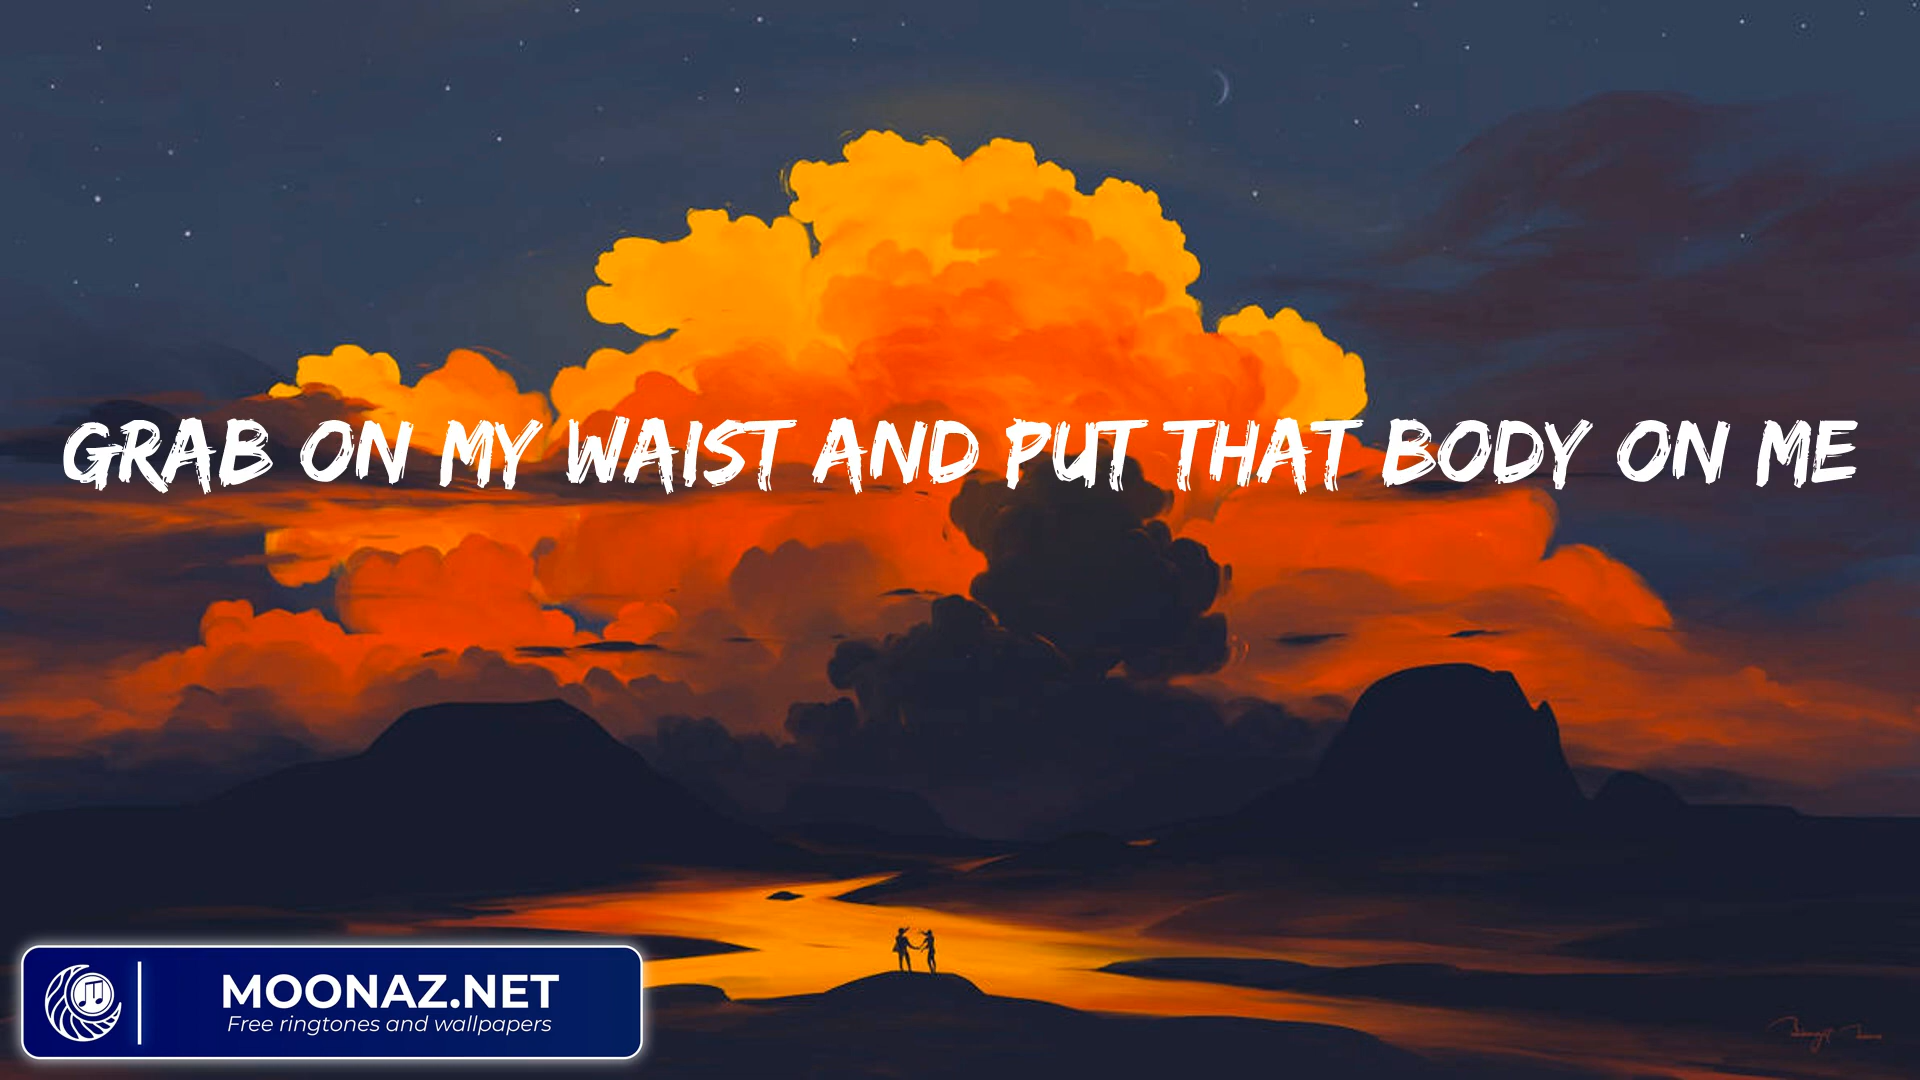 GRAB ON MY WAIST AND PUT THAT BODY ON ME
MOONAZ.NET
Free ringtones and wallpapers